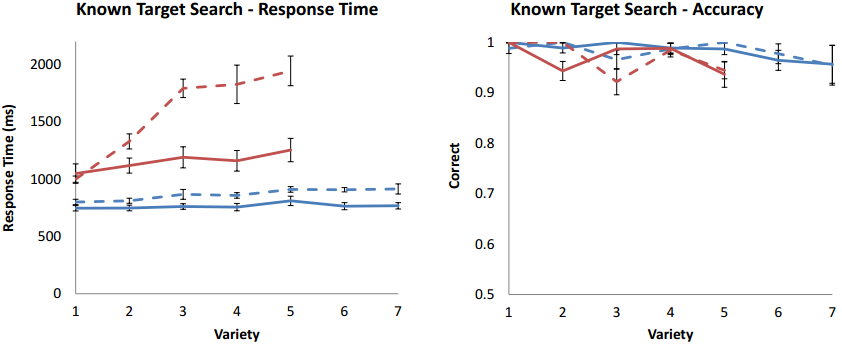 Known Target Search - Response Time
2000
1500
1000
500
0
Response Time (ms)
1 2 3 4 5 6 7
Variety
Known Target Search - Accuracy
1
0.9
0.8
0.7
0.6
0.5
Correct
1 2 3 4 5 6 7
Variety